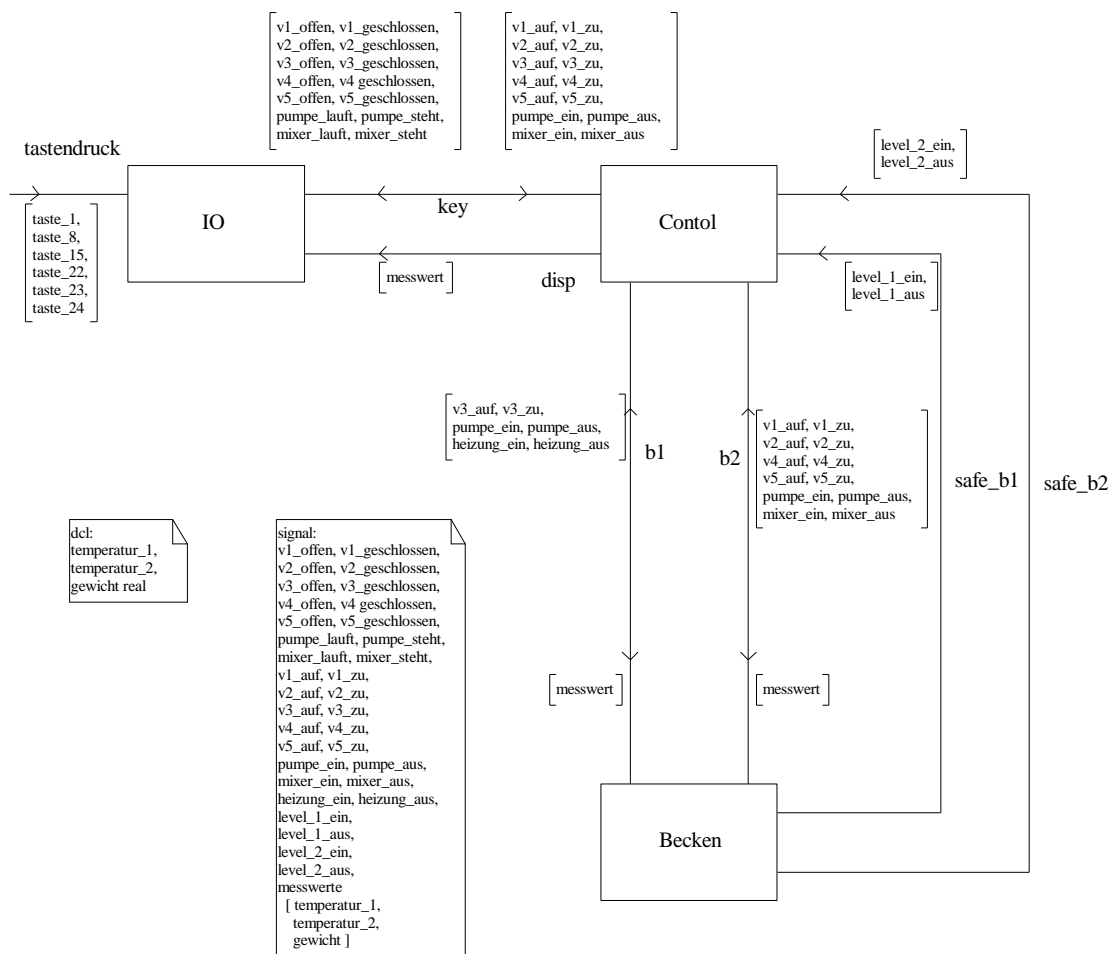 v1_offen, v1_geschlossen,
v2_offen, v2_geschlossen,
v3_offen, v3_geschlossen,
v4_offen, v4 geschlossen,
v5_offen, v5_geschlossen,
pumpe_lauft, pumpe_steht,
mixer_lauft, mixer_steht
v1_auf, v1_zu,
v2_auf, v2_zu,
v3_auf, v3_zu,
v4_auf, v4_zu,
v5_auf, v5_zu,
pumpe_ein, pumpe_aus,
mixer_ein, mixer_aus
level_2_ein,
level_2_aus
tastendruck
taste_1,
taste_8,
taste_15,
taste_22,
taste_23,
taste_24
IO
key
Contol
messwert
disp
level_1_ein,
level_1_aus
v3_auf, v3_zu,
pumpe_ein, pumpe_aus,
heizung_ein, heizung_aus
b1
b2
v1_auf, v1_zu,
v2_auf, v2_zu,
v4_auf, v4_zu,
v5_auf, v5_zu,
pumpe_ein, pumpe_aus,
mixer_ein, mixer_aus
safe_b1
safe_b2
dcl:
temperatur_1,
temperatur_2,
gewicht real
signal:
v1_offen, v1_geschlossen,
v2_offen, v2_geschlossen,
v3_offen, v3_geschlossen,
v4_offen, v4 geschlossen,
v5_offen, v5_geschlossen,
pumpe_lauft, pumpe_steht,
mixer_lauft, mixer_steht,
v1_auf, v1_zu,
v2_auf, v2_zu,
v3_auf, v3_zu,
v4_auf, v4_zu,
v5_auf, v5_zu,
pumpe_ein, pumpe_aus,
mixer_ein, mixer_aus,
heizung_ein, heizung_aus,
level_1_ein,
level_1_aus,
level_2_ein,
level_2_aus,
messwerte
[ temperatur_1,
temperatur_2,
gewicht ]
messwert
messwert
Becken